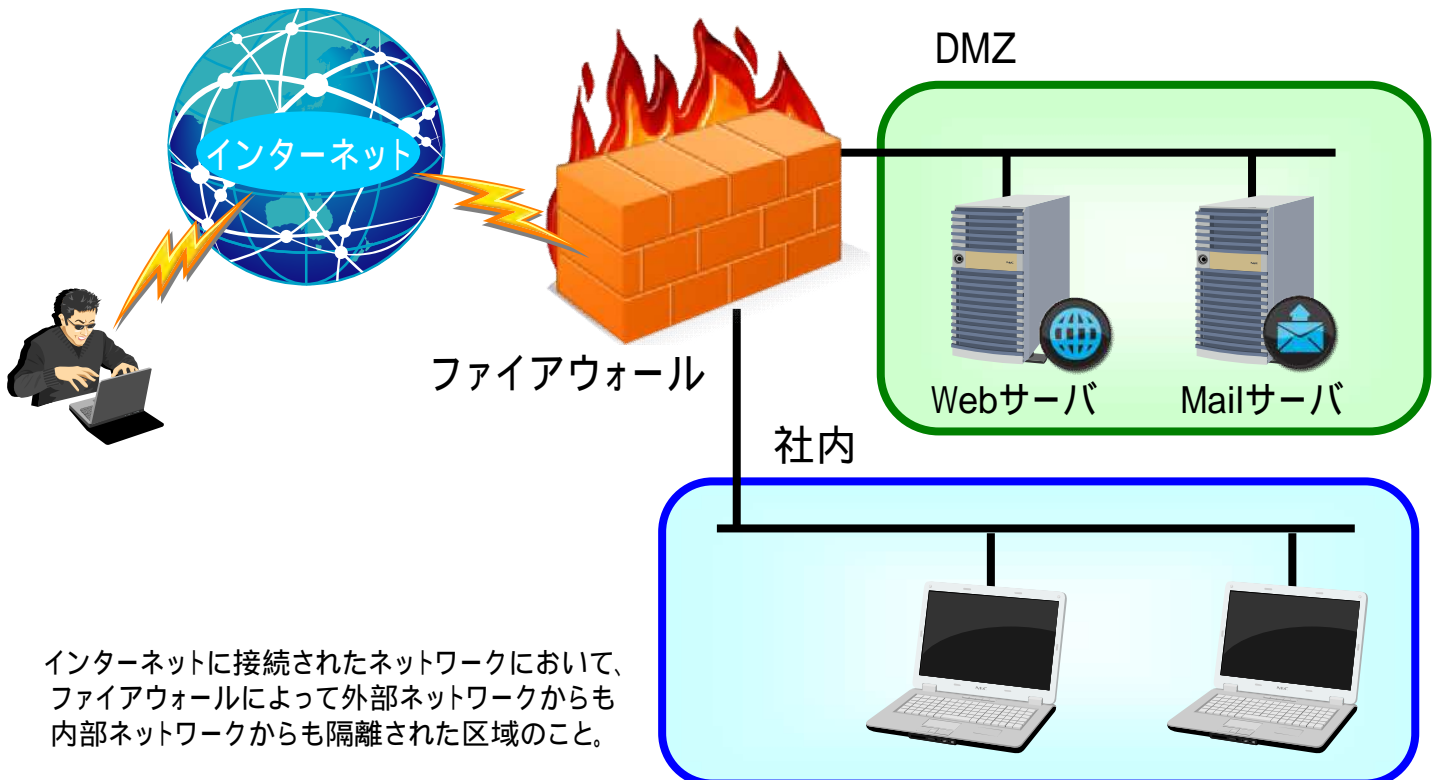 DMZ
インターネット
ファイアウォール
Webサーバ
Mailサーバ
社内
インターネットに接続されたネットワークにおいて、
ファイアウォールによって外部ネットワークからも
内部ネットワークからも隔離された区域のこと。